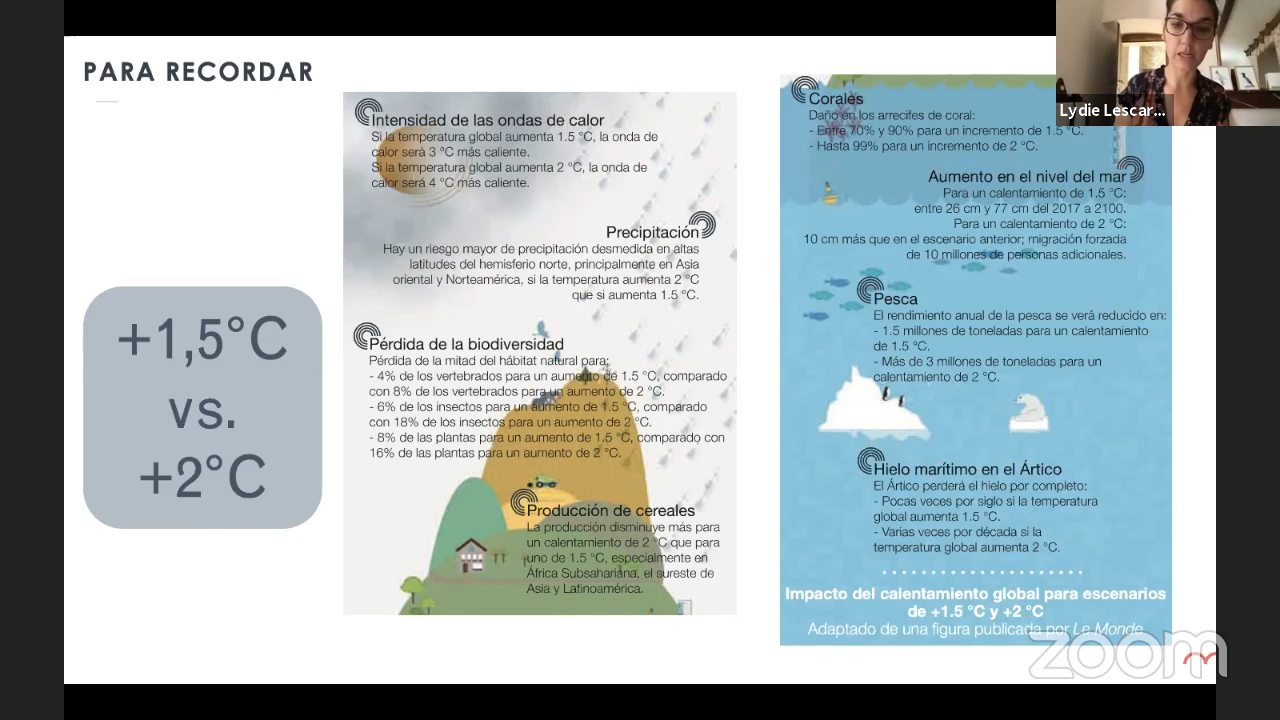 PARA RECORDAR
+1,5°C
vs.
+2°C
Intensidad de las ondas de calor
Si la temperatura global aumenta 1.5 °C, la onda de
calor será 3 °C más caliente.
Si la temperatura global aumenta 2 °C, la onda de
calor será 4 °C más caliente.
Precipitación
Hay un riesgo mayor de precipitación desmedida en altas
latitudes del hemisferio norte, principalmente en Asia
oriental y Norteamérica, si la temperatura aumenta 2 °C
que si aumenta 1.5 °C.
Pérdida de la biodiversidad
Pérdida de la mitad del hábitat natural para:
- 4% de los vertebrados para un aumento de 1.5 °C, comparado
con 8% de los vertebrados para un aumento de 2 °C.
- 6% de los insectos para un aumento de 1.5 °C, comparado
con 18% de los insectos para un aumento de 2 °C.
- 8% de las plantas para un aumento de 1.5 °C, comparado con
16% de las plantas para un aumento de 2 °C.
Producción de cereales
La producción disminuye más para
un calentamiento de 2 °C que para
uno de 1.5 °C, especialmente en
África Subsahariana, el sureste de
Asia y Latinoamérica.
Corales
Daño en los arrecifes de coral:
- Entre 70% y 90% para un incremento de 1.5 °C.
- Hasta 99% para un incremento de 2 °C.
Aumento en el nivel del mar
Para un calentamiento de 1.5 °C:
entre 26 cm y 77 cm del 2017 a 2100.
Para un calentamiento de 2 °C:
10 cm más que en el escenario anterior; migración forzada
de 10 millones de personas adicionales.
Pesca
El rendimiento anual de la pesca se verá reducido en:
- 1.5 millones de toneladas para un calentamiento
de 1.5 °C.
- Más de 3 millones de toneladas para un
calentamiento de 2 °C.
Hielo marítimo en el Ártico
El Ártico perderá el hielo por completo:
- Pocas veces por siglo si la temperatura
global aumenta 1.5 °C.
- Varias veces por década si la
temperatura global aumenta 2 °C.
Impacto del calentamiento global para escenarios
de +1.5 °C y +2 °C
Adaptado de una figura publicada por Le Monde
Lydie Lescar...
zoom